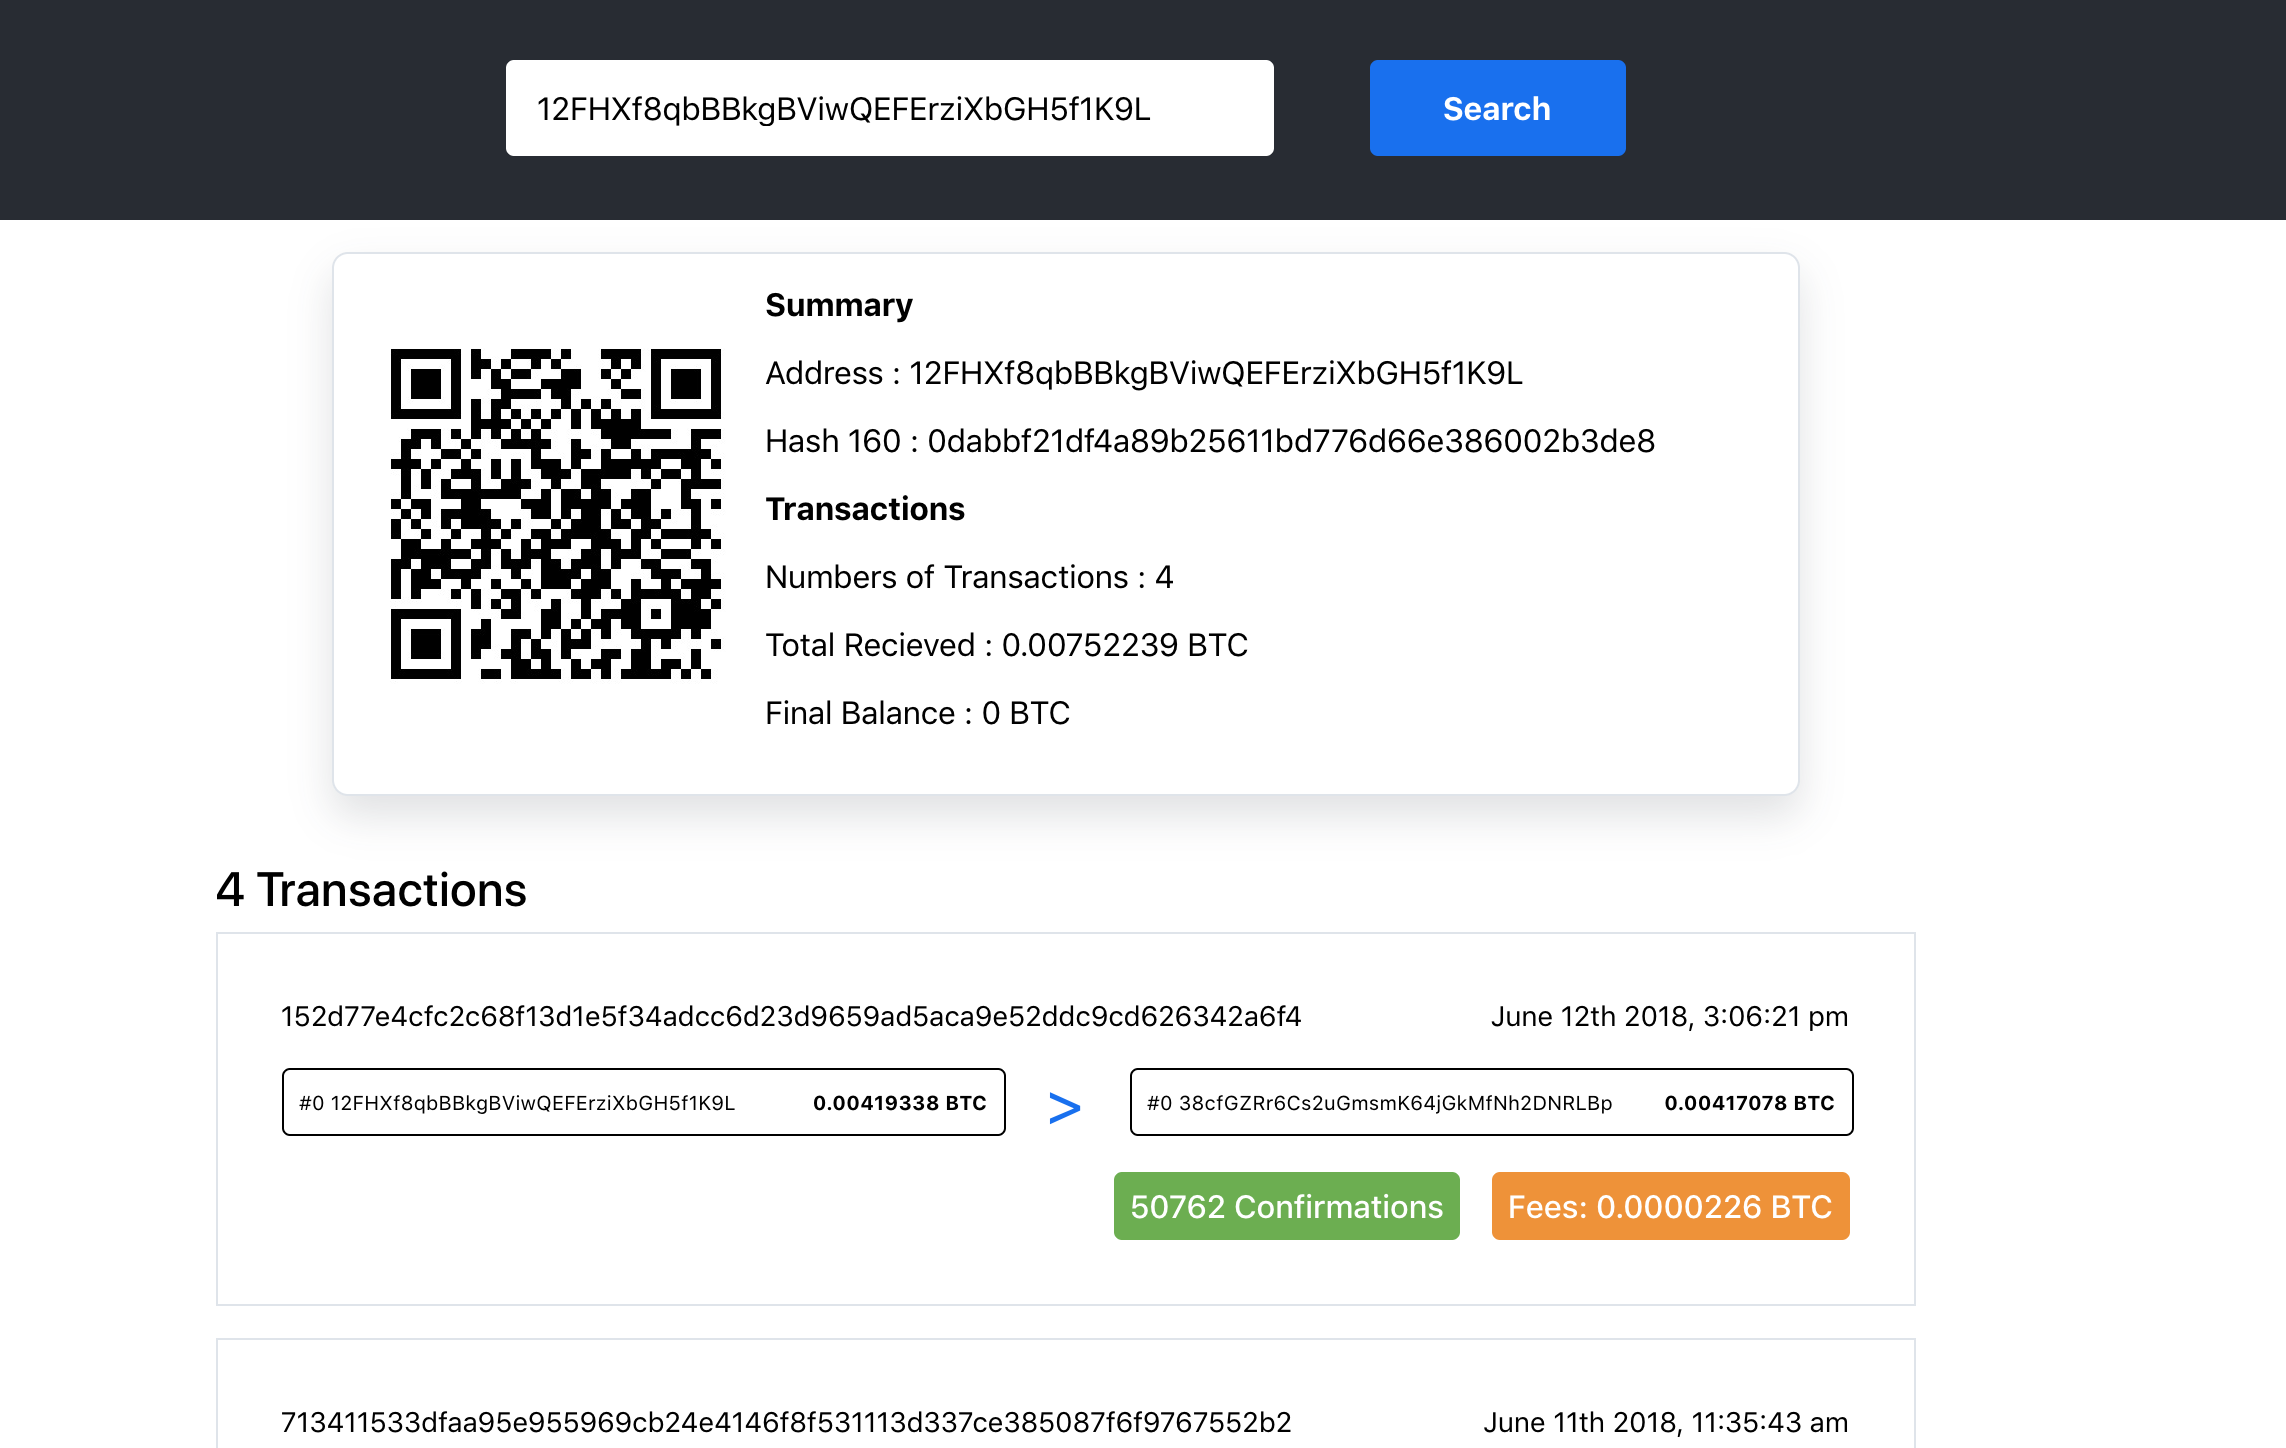 12FHXf8qbBBkgBViwQEFErziXbGH5f1K9L
Search
Summary
Address : 12FHXf8qbBBkgBViwQEFErziXbGH5f1K9L
Hash 160 : 0dabbf21df4a89b25611bd776d66e386002b3de8
Transactions
Numbers of Transactions : 4
Total Recieved : 0.00752239 BTC
Final Balance : 0 BTC
4 Transactions
152d77e4cfc2c68f13d1e5f34adcc6d23d9659ad5aca9e52ddc9cd626342a6f4 June 12th 2018, 3:06:21 pm
#0 12FHXf8qbBBkgBViwQEFErziXbGH5f1K9L 0.00419338 BTC > #0 38cfGZRr6Cs2uGmsmK64jGkMfNh2DNRLBp 0.00417078 BTC
50762 Confirmations Fees: 0.0000226 BTC
713411533dfaa95e955969cb24e4146f8f531113d337ce385087f6f9767552b2 June 11th 2018, 11:35:43 am